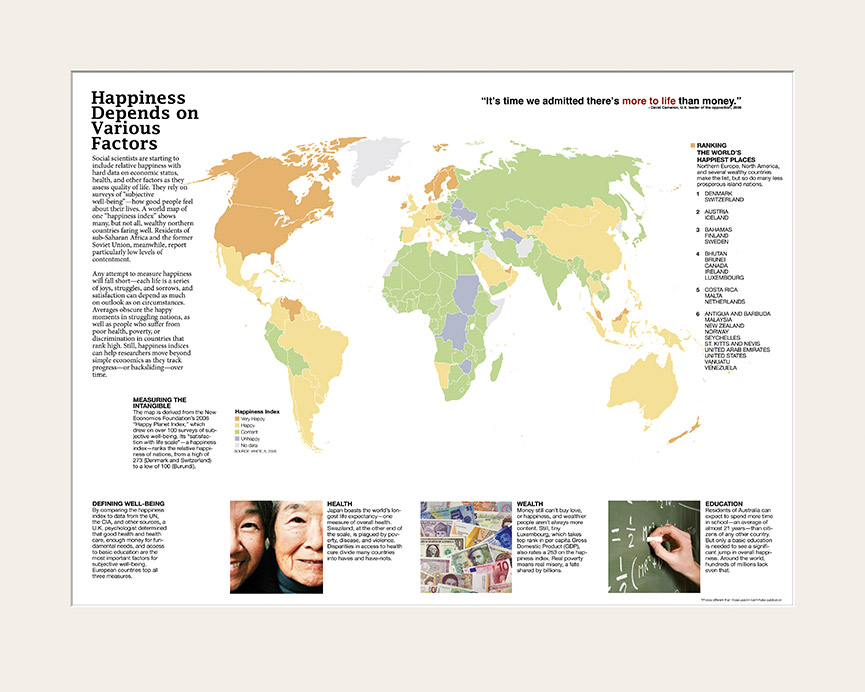 Happiness
Depends on
Various
Factors
Social scientists are starting to
include relative happiness with
hard data on economic status,
health, and other factors as they
assess quality of life. They rely on
surveys of "subjective
well-being"—how good people feel
about their lives. A world map of
one "happiness index" shows
many, but not all, wealthy northern
countries faring well. Residents of
sub-Saharan Africa and the former
Soviet Union, meanwhile, report
particularly low levels of
contentment.
Any attempt to measure happiness
will fall short—each life is a series
of joys, struggles, and sorrows, and
satisfaction can depend as much
on outlook as on circumstances.
Averages obscure the happy
moments in struggling nations, as
well as people who suffer from
poor health, poverty, or
discrimination in countries that
rank high. Still, happiness indices
can help researchers move beyond
simple economics as they track
progress—or backsliding—over
time.
"It's time we admitted there's more to life than money."
- David Cameron, U.K. leader of the opposition, 2006
RANKING
THE WORLD'S
HAPPIEST PLACES
Northern Europe, North America,
and several wealthy countries
make the list, but so do many less
prosperous island nations.
1 DENMARK
SWITZERLAND
2 AUSTRIA
ICELAND
3 BAHAMAS
FINLAND
SWEDEN
4 BHUTAN
BRUNEI
CANADA
IRELAND
LUXEMBOURG
5 COSTA RICA
MALTA
NETHERLANDS
6 ANTIGUA AND BARBUDA
MALAYSIA
NEW ZEALAND
NORWAY
SEYCHELLES
ST. KITTS AND NEVIS
UNITED ARAB EMIRATES
UNITED STATES
VANUATU
VENEZUELA
MEASURING THE
INTANGIBLE
The map is derived from the New
Economics Foundation's 2006
"Happy Planet Index," which
drew on over 100 surveys of sub-
jective well-being. Its "satisfac-
tion with life scale"—a happiness
index—ranks the relative happi-
ness of nations, from a high of
273 (Denmark and Switzerland)
to a low of 100 (Burundi).
Happiness Index
Very Happy
Happy
Content
Unhappy
No data
SOURCE: WHITE, A. 2006
DEFINING WELL-BEING
By comparing the happiness
index to data from the UN,
the CIA, and other sources, a
U.K. psychologist determined
that good health and health
care, enough money for fun-
damental needs, and access
to basic education are the
most important factors for
subjective well-being.
European countries top all
three measures.
HEALTH
Japan boasts the world's lon-
gest life expectancy—one
measure of overall health.
Swaziland, at the other end of
the scale, is plagued by pov-
erty, disease, and violence.
Disparities in access to health
care divide many countries
into haves and have-nots.
WEALTH
Money still can't buy love,
or happiness, and wealthier
people aren't always more
content. Still, tiny
Luxembourg, which takes
top rank in per capita Gross
Domestic Product (GDP),
also rates a 253 on the hap-
piness index. Real poverty
means real misery, a fate
shared by billions.
EDUCATION
Residents of Australia can
expect to spend more time
in school—an average of
almost 21 years—than citi-
zens of any other country.
But only a basic education
is needed to see a signifi-
cant jump in overall happi-
ness. Around the world,
hundreds of millions lack
even that.